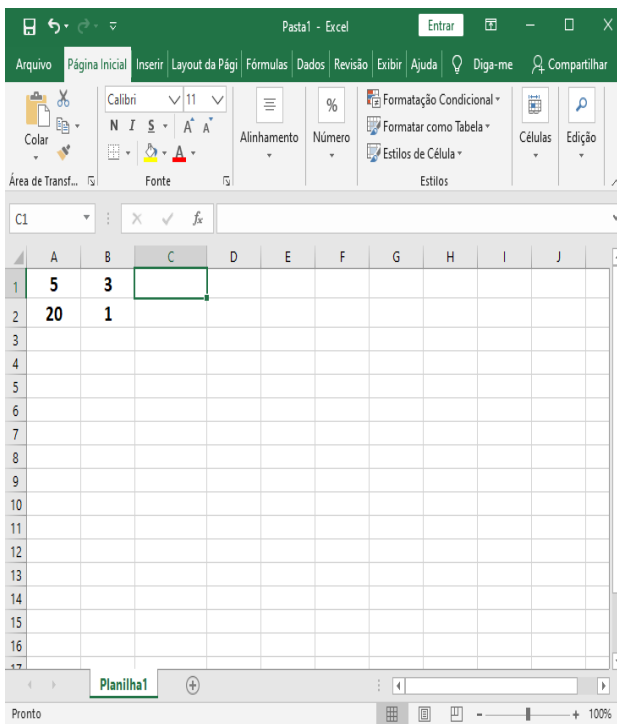 Pasta1 - Excel Entrar
Arquivo Página Inicial Inserir Layout da Pági Fórmulas Dados Revisão Exibir Ajuda Diga-me Compartilhar
Colar
Calibri 11
N I S A A
A
Alinhamento
%
Número
Formatação Condicional
Formatar como Tabela
Estilos de Célula
Células
Edição
Área de Transf... Fonte Estilos
C1 fx
A B C D E F G H I J
1 5 3
2 20 1
3
4
5
6
7
8
9
10
11
12
13
14
15
16
17
Planilha1
Pronto - + 100%